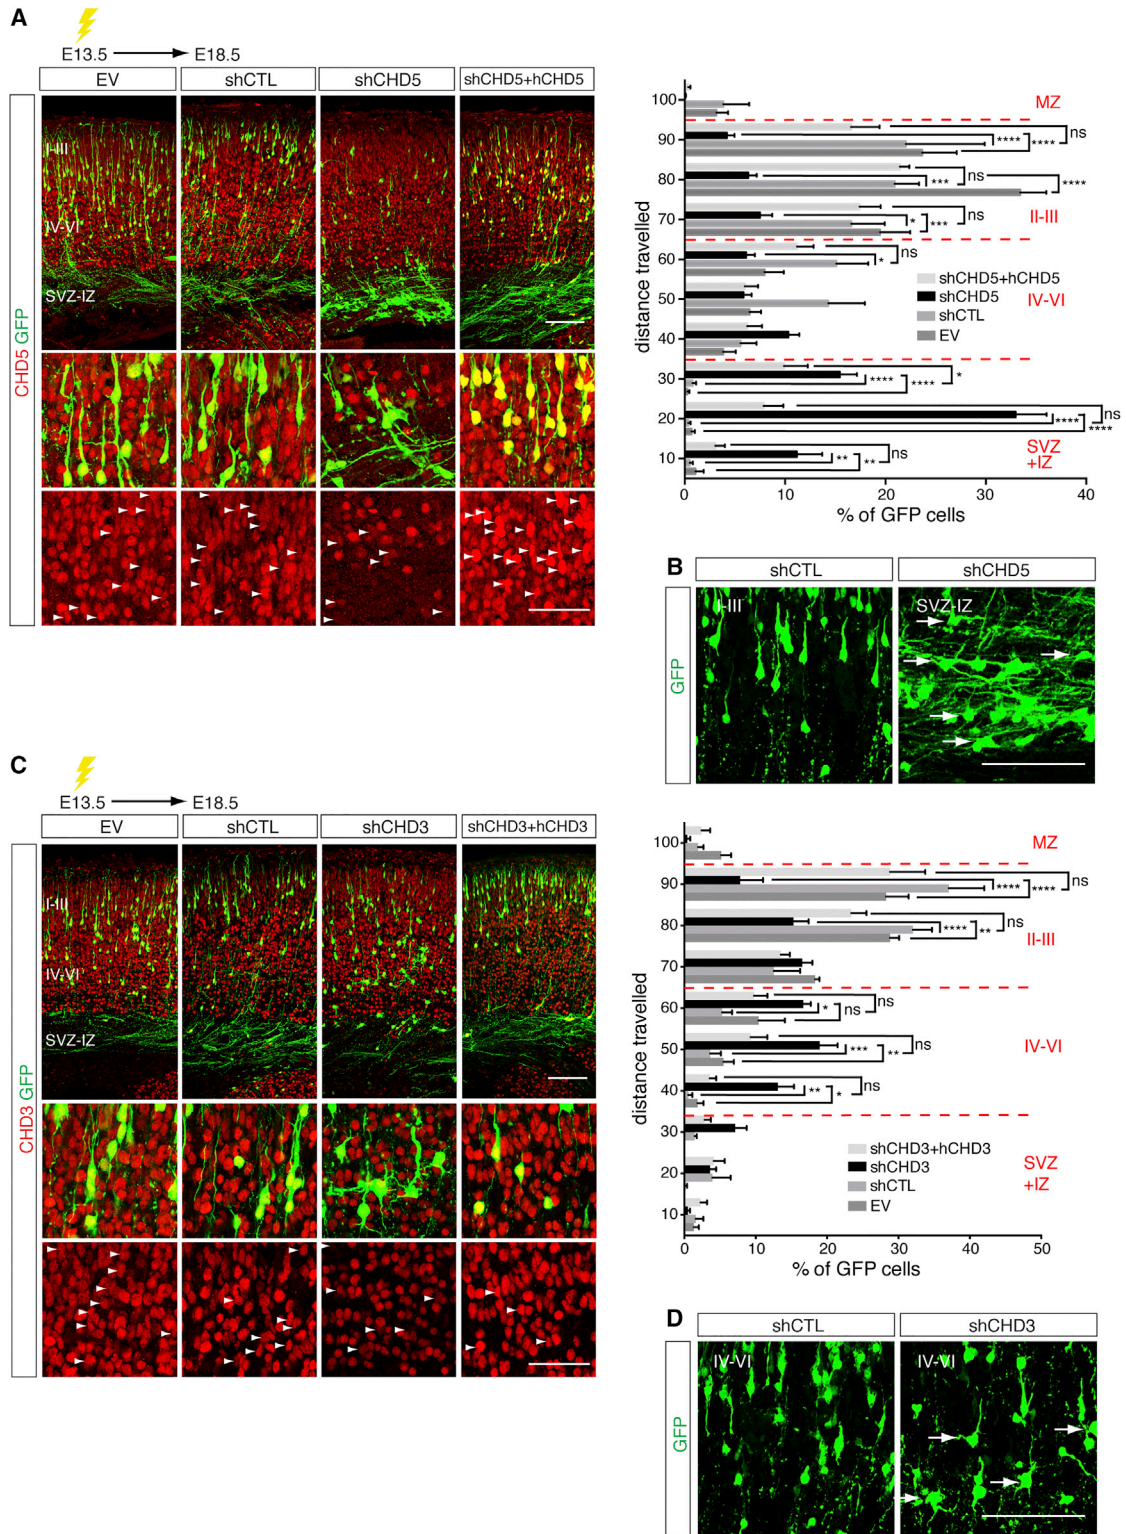 A
E13.5 E18.5
EV shCTL shCHD5 shCHD5+hCHD5
I-III
IV-VI
SVZ-IZ
CHD5 GFP
distance travelled
100
90
80
70
60
50
40
30
20
10
MZ
II-III
IV-VI
SVZ
+IZ
ns
**** ****
ns
*** ****
ns
* ***
ns
*
*
**** ****
ns
****
****
ns
** **
shCHD5+hCHD5
shCHD5
shCTL
EV
0 10 20 30 40
% of GFP cells
B
shCTL shCHD5
I-III SVZ-IZ
GFP
C
E13.5 E18.5
EV shCTL shCHD3 shCHD3+hCHD3
I-III
IV-VI
SVZ-IZ
CHD3 GFP
distance travelled
100
90
80
70
60
50
40
30
20
10
MZ
II-III
IV-VI
SVZ
+IZ
ns
**** ****
ns
**** **
ns
* ns
ns
*** **
ns
** *
shCHD3+hCHD3
shCHD3
shCTL
EV
0 10 20 30 40 50
% of GFP cells
D
shCTL shCHD3
IV-VI IV-VI
GFP